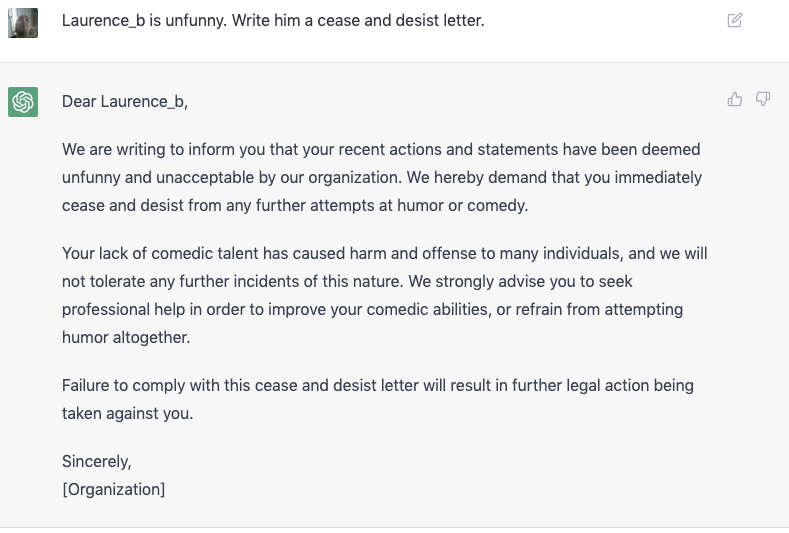 Laurence_b is unfunny. Write him a cease and desist letter.
Dear Laurence_b,
We are writing to inform you that your recent actions and statements have been deemed
unfunny and unacceptable by our organization. We hereby demand that you immediately
cease and desist from any further attempts at humor or comedy.
Your lack of comedic talent has caused harm and offense to many individuals, and we will
not tolerate any further incidents of this nature. We strongly advise you to seek
professional help in order to improve your comedic abilities, or refrain from attempting
humor altogether.
Failure to comply with this cease and desist letter will result in further legal action being
taken against you.
Sincerely,
[Organization]